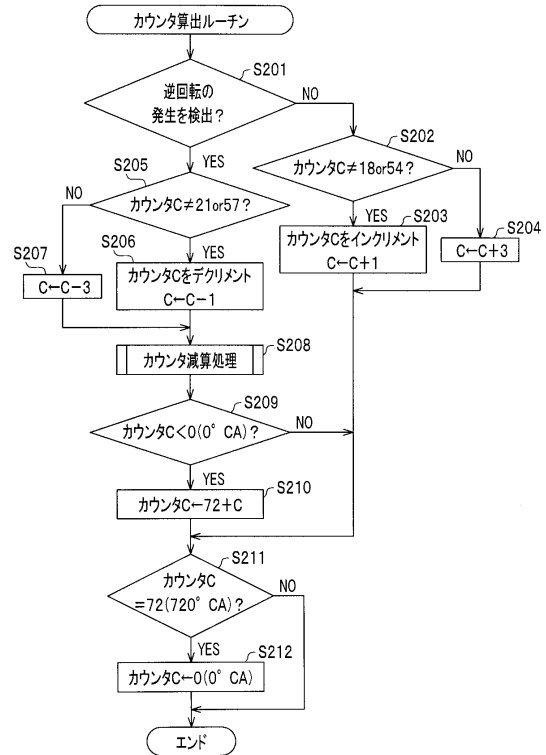 カウンタ算出ルーチン
S201
逆回転の
発生を検出?
NO
YES
S202
カウンタC≠18or54?
NO
YES
S203
カウンタCをインクリメント
C←C+1
S204
C←C+3
S205
カウンタC≠21or57?
NO
YES
S206
カウンタCをデクリメント
C←C−1
S207
C←C−3
S208
カウンタ減算処理
S209
カウンタC<0(0°CA)?
NO
YES
S210
カウンタC←72+C
S211
カウンタC
=72(720°CA)?
NO
YES
S212
カウンタC←0(0°CA)
エンド